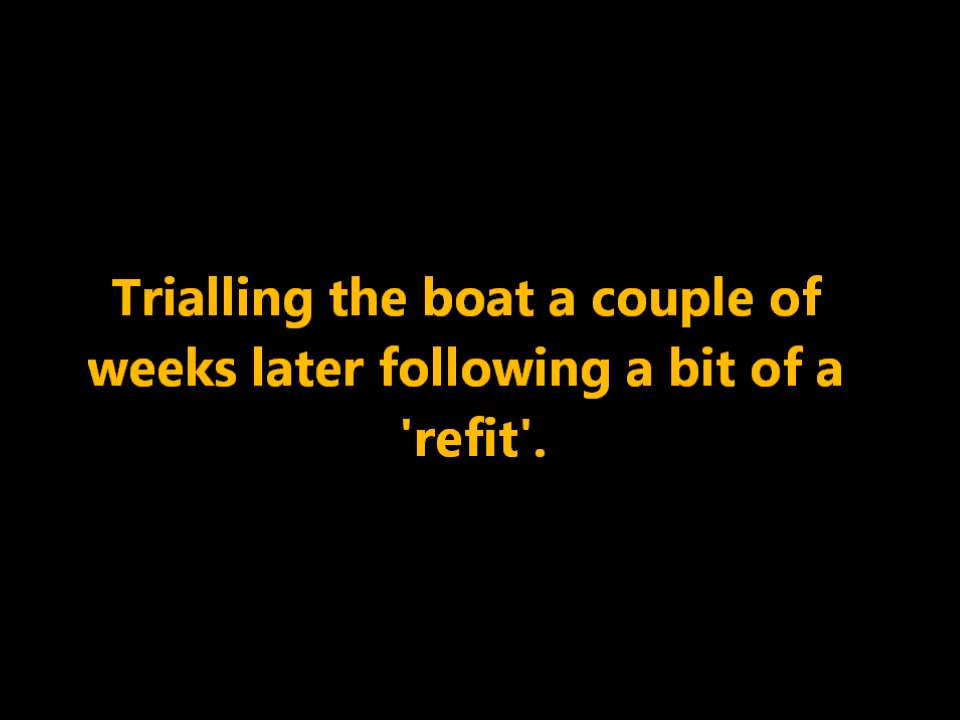 Trialling the boat a couple of
weeks later following a bit of a
'refit'.